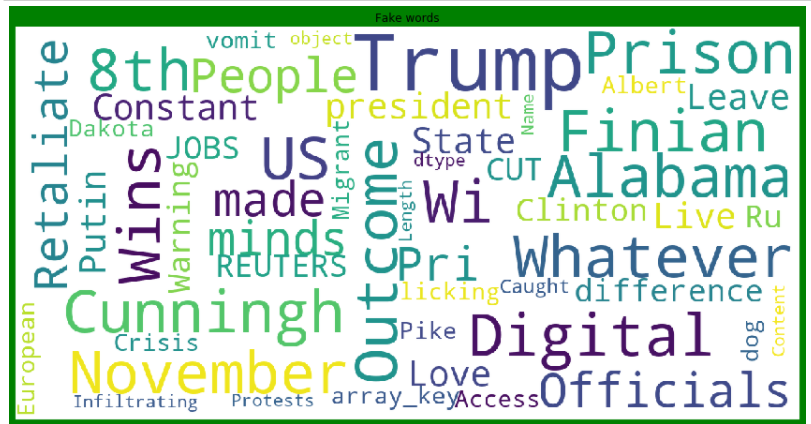 Fake words
Retaliate
8th
vomit
object
People
Trump
Prison
Albert
Leave
Constant
president
Name
Dakota
JOBS
US
State
Finian
Wins
Putin
Warning
made
Migrant
dtype
CUT
Alabama
Outcome
Length
Wi
Clinton
Live
Ru
minds
REUTERS
Pri
Whatever
licking
Caught
difference
Cunningh
Crisis
Pike
Digital
dog
Content
European
November
Love
Officials
Infiltrating
Protests
array_key
Access